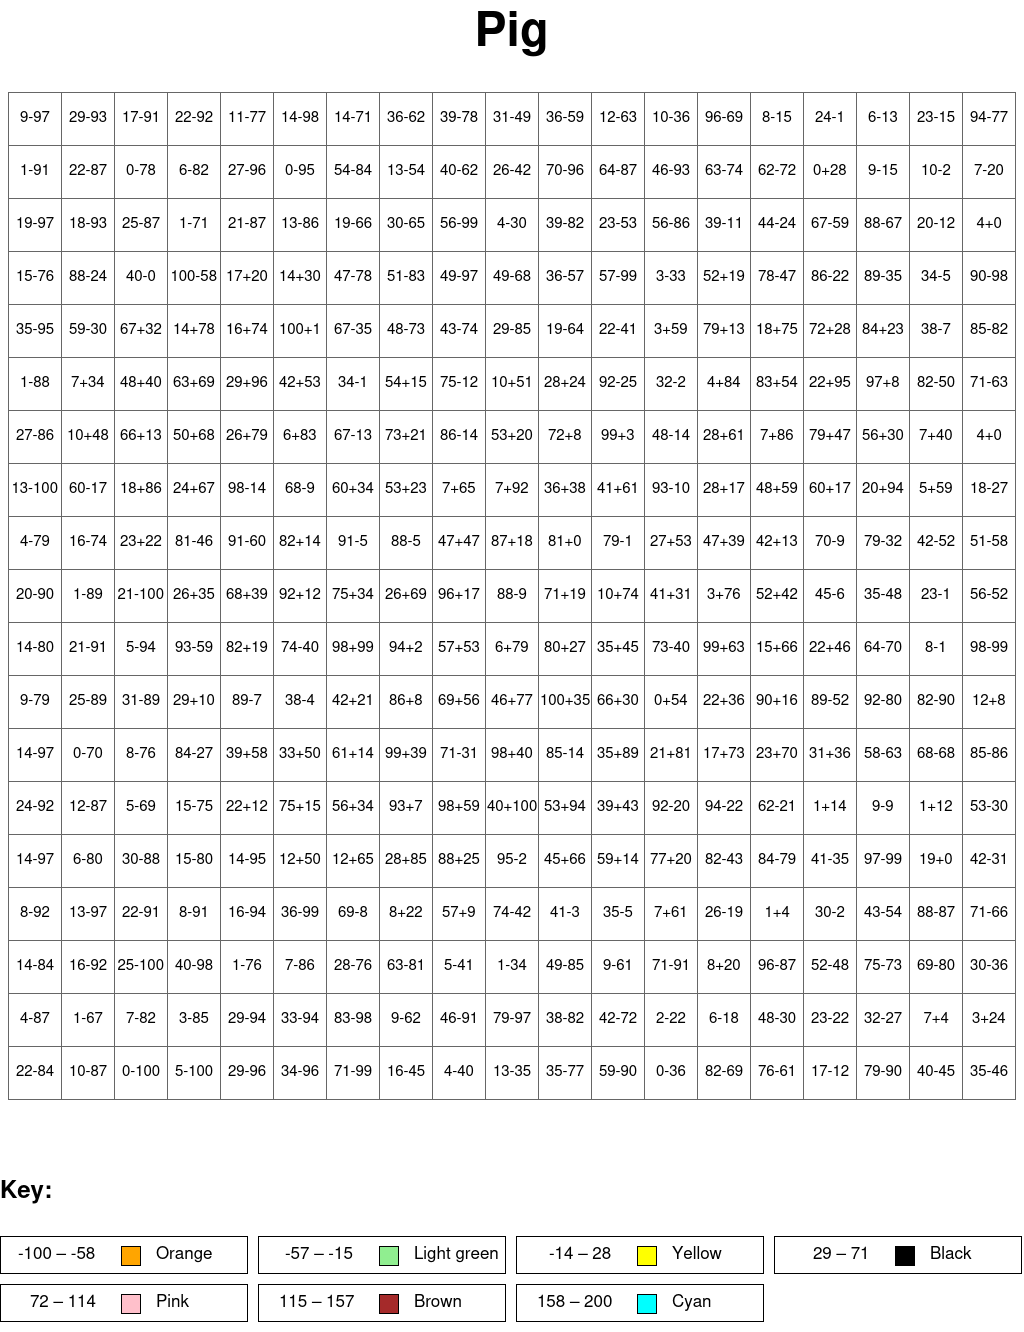 Pig
9-97 29-93 17-91 22-92 11-77 14-98 14-71 36-62 39-78 31-49 36-59 12-63 10-36 96-69 8-15 24-1 6-13 23-15 94-77
1-91 22-87 0-78 6-82 27-96 0-95 54-84 13-54 40-62 26-42 70-96 64-87 46-93 63-74 62-72 0+28 9-15 10-2 7-20
19-97 18-93 25-87 1-71 21-87 13-86 19-66 30-65 56-99 4-30 39-82 23-53 56-86 39-11 44-24 67-59 88-67 20-12 4+0
15-76 88-24 40-0 100-58 17+20 14+30 47-78 51-83 49-97 49-68 36-57 57-99 3-33 52+19 78-47 86-22 89-35 34-5 90-98
35-95 59-30 67+32 14+78 16+74 100+1 67-35 48-73 43-74 29-85 19-64 22-41 3+59 79+13 18+75 72+28 84+23 38-7 85-82
1-88 7+34 48+40 63+69 29+96 42+53 34-1 54+15 75-12 10+51 28+24 92-25 32-2 4+84 83+54 22+95 97+8 82-50 71-63
27-86 10+48 66+13 50+68 26+79 6+83 67-13 73+21 86-14 53+20 72+8 99+3 48-14 28+61 7+86 79+47 56+30 7+40 4+0
13-100 60-17 18+86 24+67 98-14 68-9 60+34 53+23 7+65 7+92 36+38 41+61 93-10 28+17 48+59 60+17 20+94 5+59 18-27
4-79 16-74 23+22 81-46 91-60 82+14 91-5 88-5 47+47 87+18 81+0 79-1 27+53 47+39 42+13 70-9 79-32 42-52 51-58
20-90 1-89 21-100 26+35 68+39 92+12 75+34 26+69 96+17 88-9 71+19 10+74 41+31 3+76 52+42 45-6 35-48 23-1 56-52
14-80 21-91 5-94 93-59 82+19 74-40 98+99 94+2 57+53 6+79 80+27 35+45 73-40 99+63 15+66 22+46 64-70 8-1 98-99
9-79 25-89 31-89 29+10 89-7 38-4 42+21 86+8 69+56 46+77 100+35 66+30 0+54 22+36 90+16 89-52 92-80 82-90 12+8
14-97 0-70 8-76 84-27 39+58 33+50 61+14 99+39 71-31 98+40 85-14 35+89 21+81 17+73 23+70 31+36 58-63 68-68 85-86
24-92 12-87 5-69 15-75 22+12 75+15 56+34 93+7 98+59 40+100 53+94 39+43 92-20 94-22 62-21 1+14 9-9 1+12 53-30
14-97 6-80 30-88 15-80 14-95 12+50 12+65 28+85 88+25 95-2 45+66 59+14 77+20 82-43 84-79 41-35 97-99 19+0 42-31
8-92 13-97 22-91 8-91 16-94 36-99 69-8 8+22 57+9 74-42 41-3 35-5 7+61 26-19 1+4 30-2 43-54 88-87 71-66
14-84 16-92 25-100 40-98 1-76 7-86 28-76 63-81 5-41 1-34 49-85 9-61 71-91 8+20 96-87 52-48 75-73 69-80 30-36
4-87 1-67 7-82 3-85 29-94 33-94 83-98 9-62 46-91 79-97 38-82 42-72 2-22 6-18 48-30 23-22 32-27 7+4 3+24
22-84 10-87 0-100 5-100 29-96 34-96 71-99 16-45 4-40 13-35 35-77 59-90 0-36 82-69 76-61 17-12 79-90 40-45 35-46
Key:
-100 – -58 Orange -57 – -15 Light green -14 – 28 Yellow 29 – 71 Black
72 – 114 Pink 115 – 157 Brown 158 – 200 Cyan